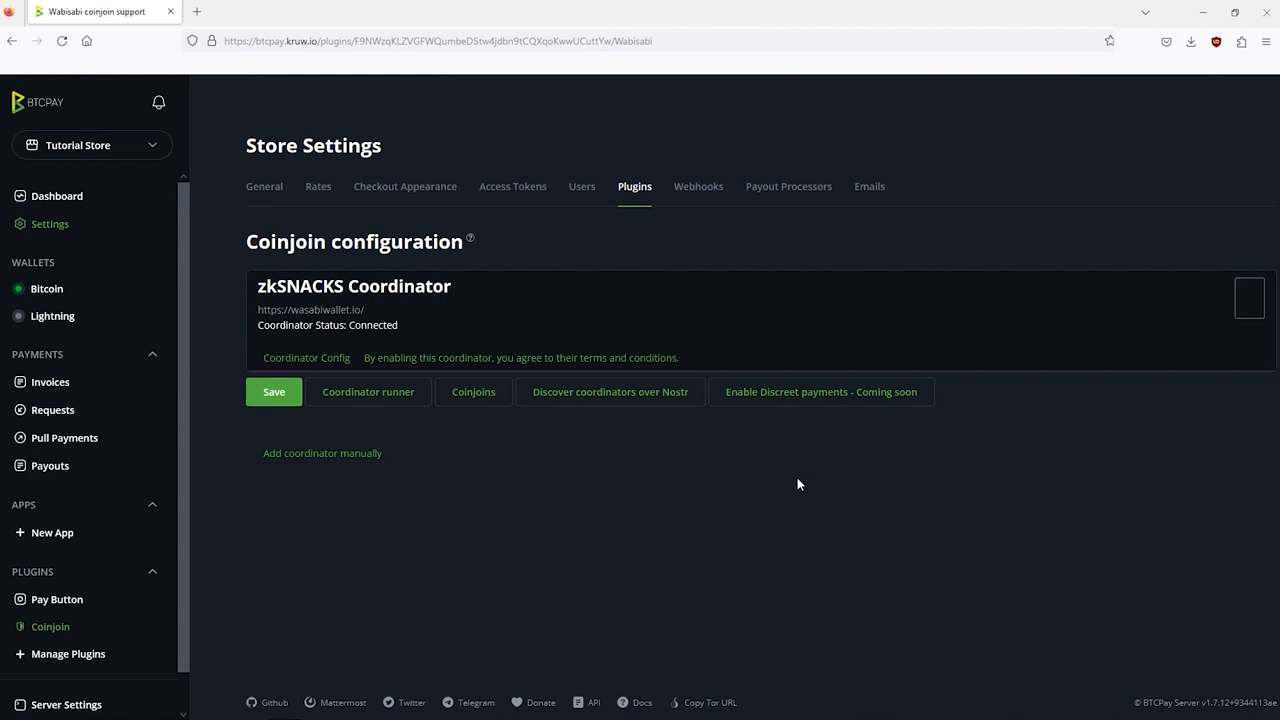 Wabisabi coinjoin support
https://btcpay.kruw.io/plugins/F9NWzqKLZVGFWQumbeD5tw4jdbn9tCQXqoKwwUCuttYw/Wabisabi
BTCPAY
Tutorial Store
Dashboard
Settings
WALLETS
Bitcoin
Lightning
PAYMENTS
Invoices
Requests
Pull Payments
Payouts
APPS
New App
PLUGINS
Pay Button
Coinjoin
Manage Plugins
Server Settings
Store Settings
General Rates Checkout Appearance Access Tokens Users Plugins Webhooks Payout Processors Emails
Coinjoin configuration
zkSNACKS Coordinator
https://wasabiwallet.io/
Coordinator Status: Connected
Coordinator Config By enabling this coordinator, you agree to their terms and conditions.
Save Coordinator runner Coinjoins Discover coordinators over Nostr Enable Discreet payments - Coming soon
Add coordinator manually
Github Mattermost Twitter Telegram Donate API Docs Copy Tor URL
© BTCPay Server v1.7.12+9344113ae